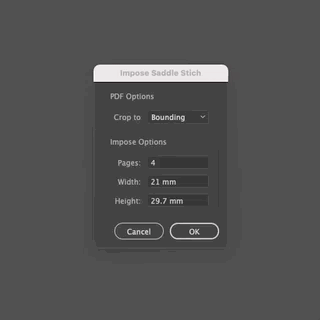 Impose Saddle Stich
PDF Options
Crop to Bounding
Impose Options
Pages: 4
Width: 21 mm
Height: 29.7 mm
Cancel OK